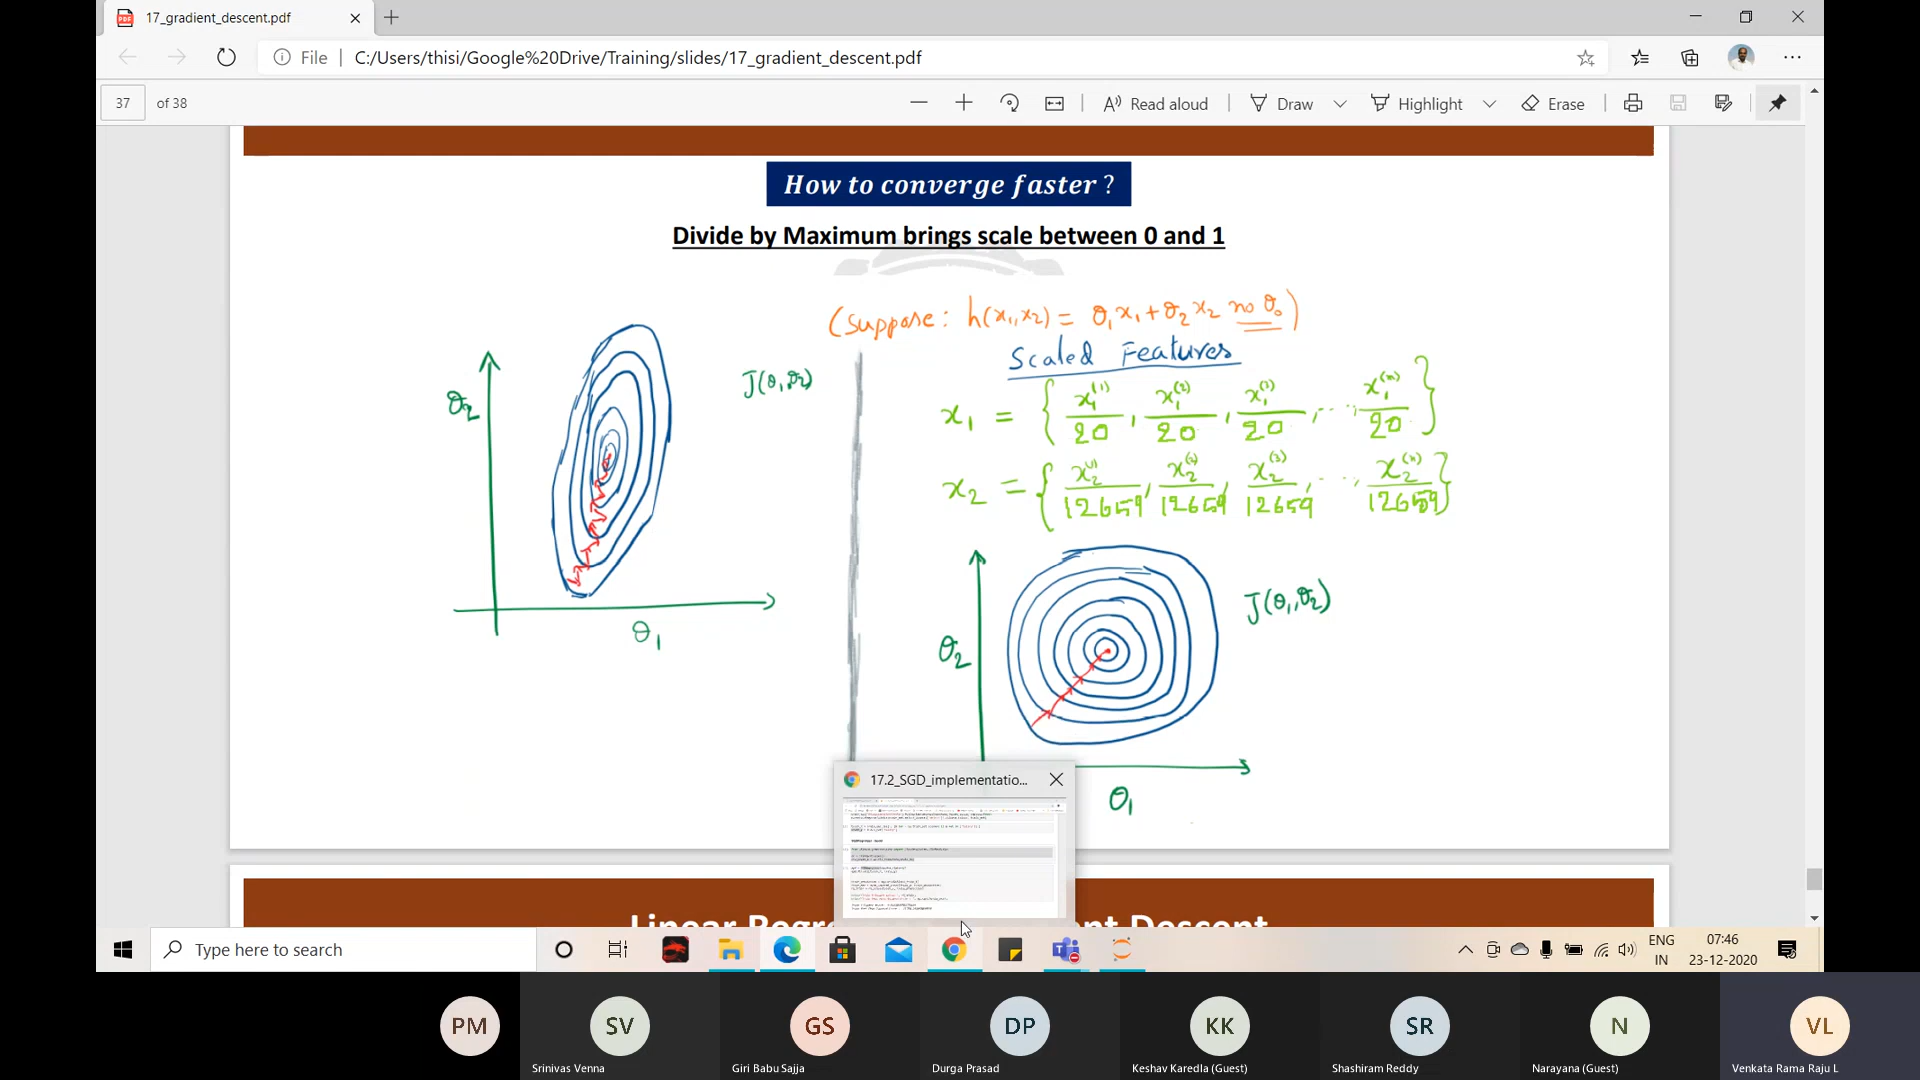 17_gradient_descent.pdf
File | C:/Users/thisi/Google%20Drive/Training/slides/17_gradient_descent.pdf
37 of 38
Read aloud Draw Highlight Erase
How to converge faster ?
Divide by Maximum brings scale between 0 and 1
(Suppose: h(x1,x2) = θ1x1+θ2x2 no θ0)
Scaled Features
J(θ1,θ2)
θ2
x1 = { x1^(1)/20, x1^(2)/20, x1^(3)/20, ..., x1^(n)/20 }
x2 = { x2^(1)/12659, x2^(2)/12659, x2^(3)/12659, ..., x2^(n)/12659 }
θ1
J(θ1,θ2)
θ2
θ1
17.2_SGD_implementatio...
Type here to search
ENG
IN
07:46
23-12-2020
PM
SV
GS
DP
KK
SR
N
VL
Srinivas Venna
Giri Babu Sajja
Durga Prasad
Keshav Karedla (Guest)
Shashiram Reddy
Narayana (Guest)
Venkata Rama Raju L